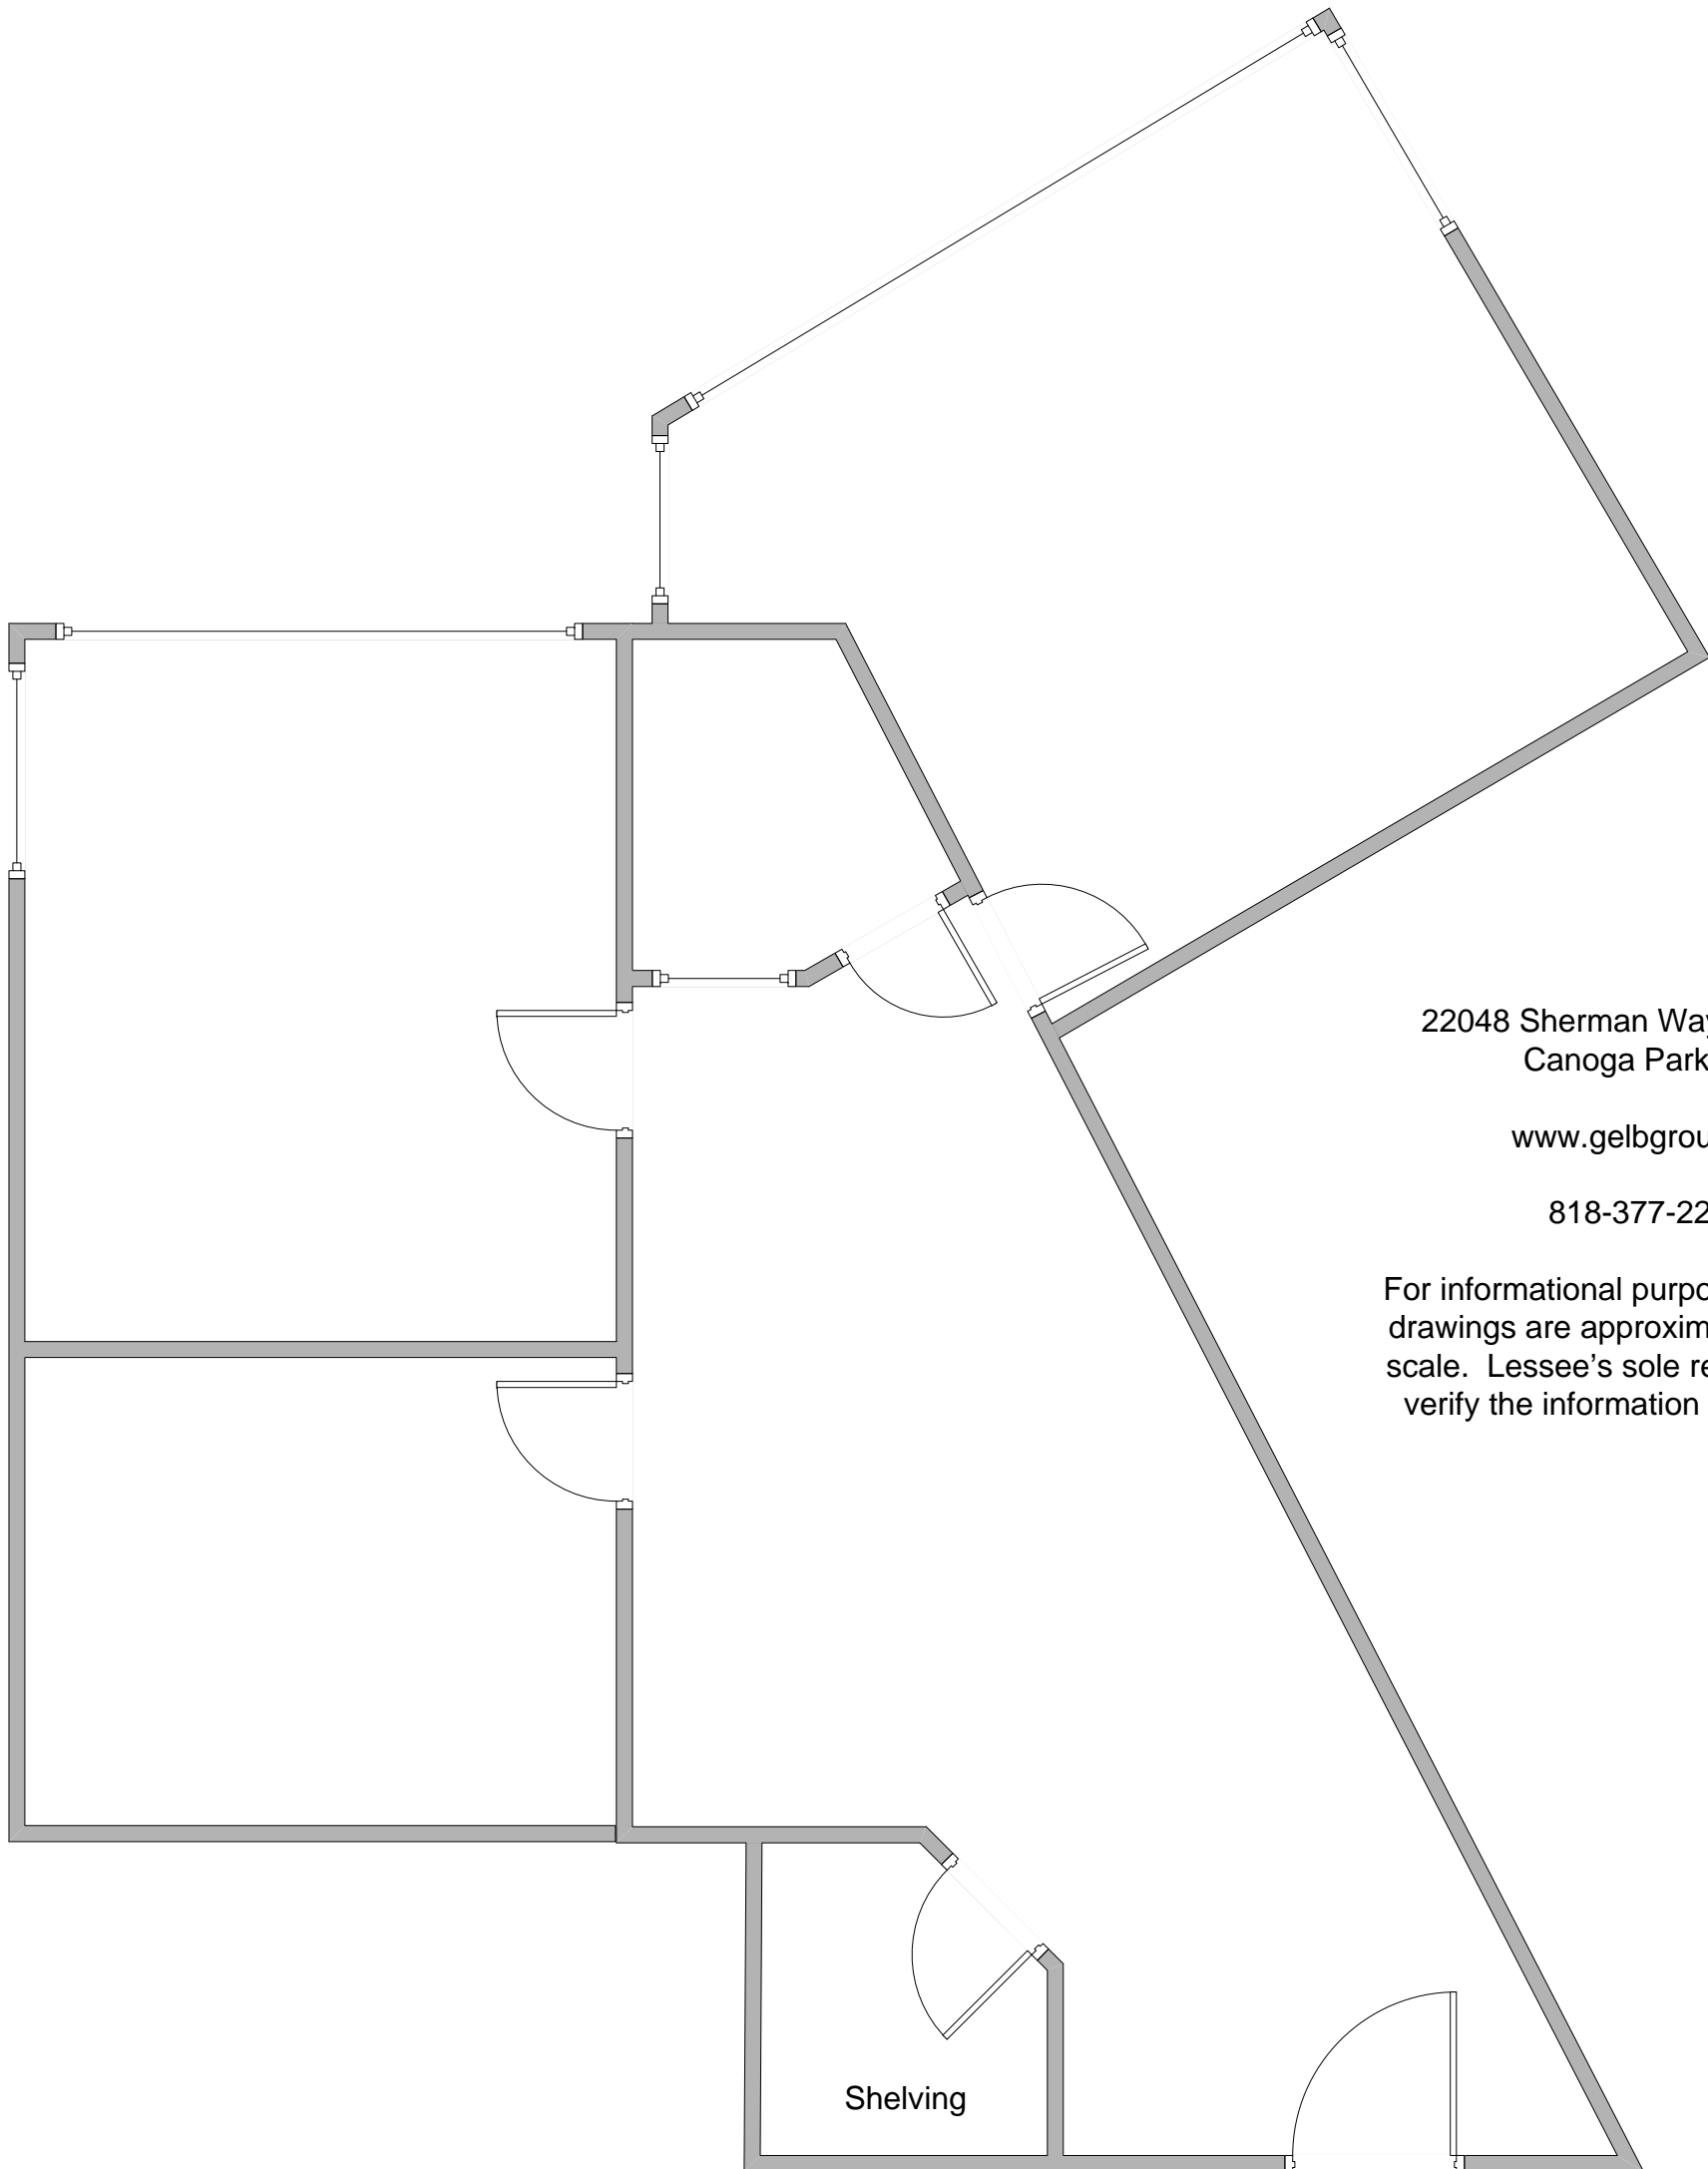 22048 Sherman Way
Canoga Park
www.gelbgrou
818-377-22
For informational purpo
drawings are approxim
scale.  Lessee’s sole re
verify the information
Shelving